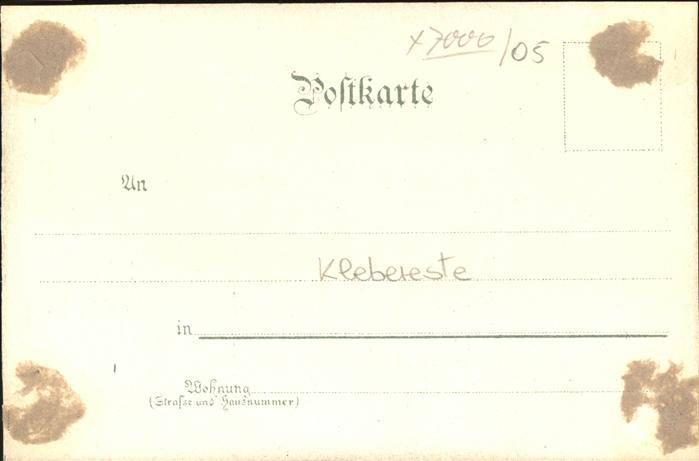 x7000/05
Postkarte
An
Klebereste
in
Wohnung
(Strasse und Hausnummer)